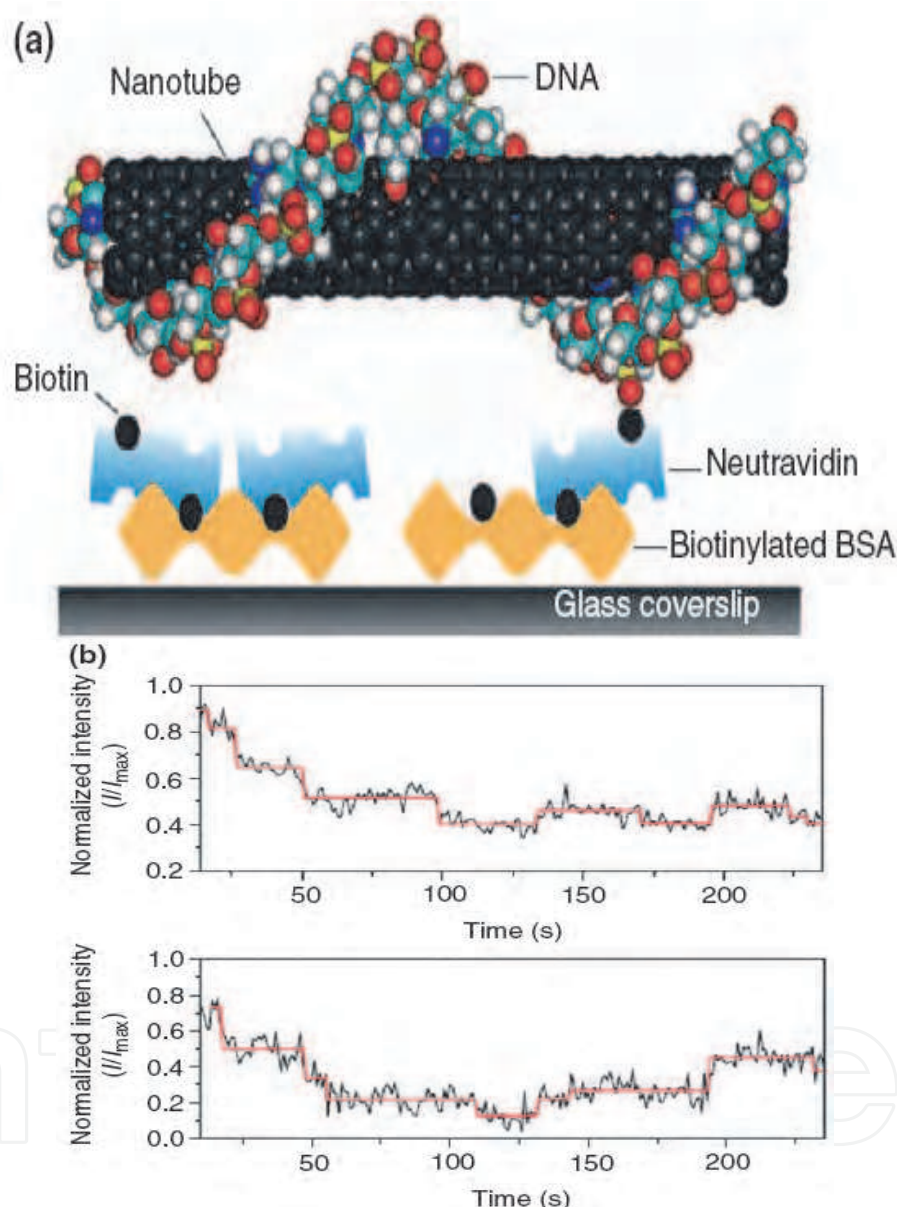 (a)
Nanotube
DNA
Biotin
Neutravidin
Biotinylated BSA
Glass coverslip
(b)
Normalized intensity
(I/Imax)
1.0
0.8
0.6
0.4
0.2
50
100
150
200
Time (s)
Normalized intensity
(I/Imax)
1.0
0.8
0.6
0.4
0.2
0.0
50
100
150
200
Time (s)